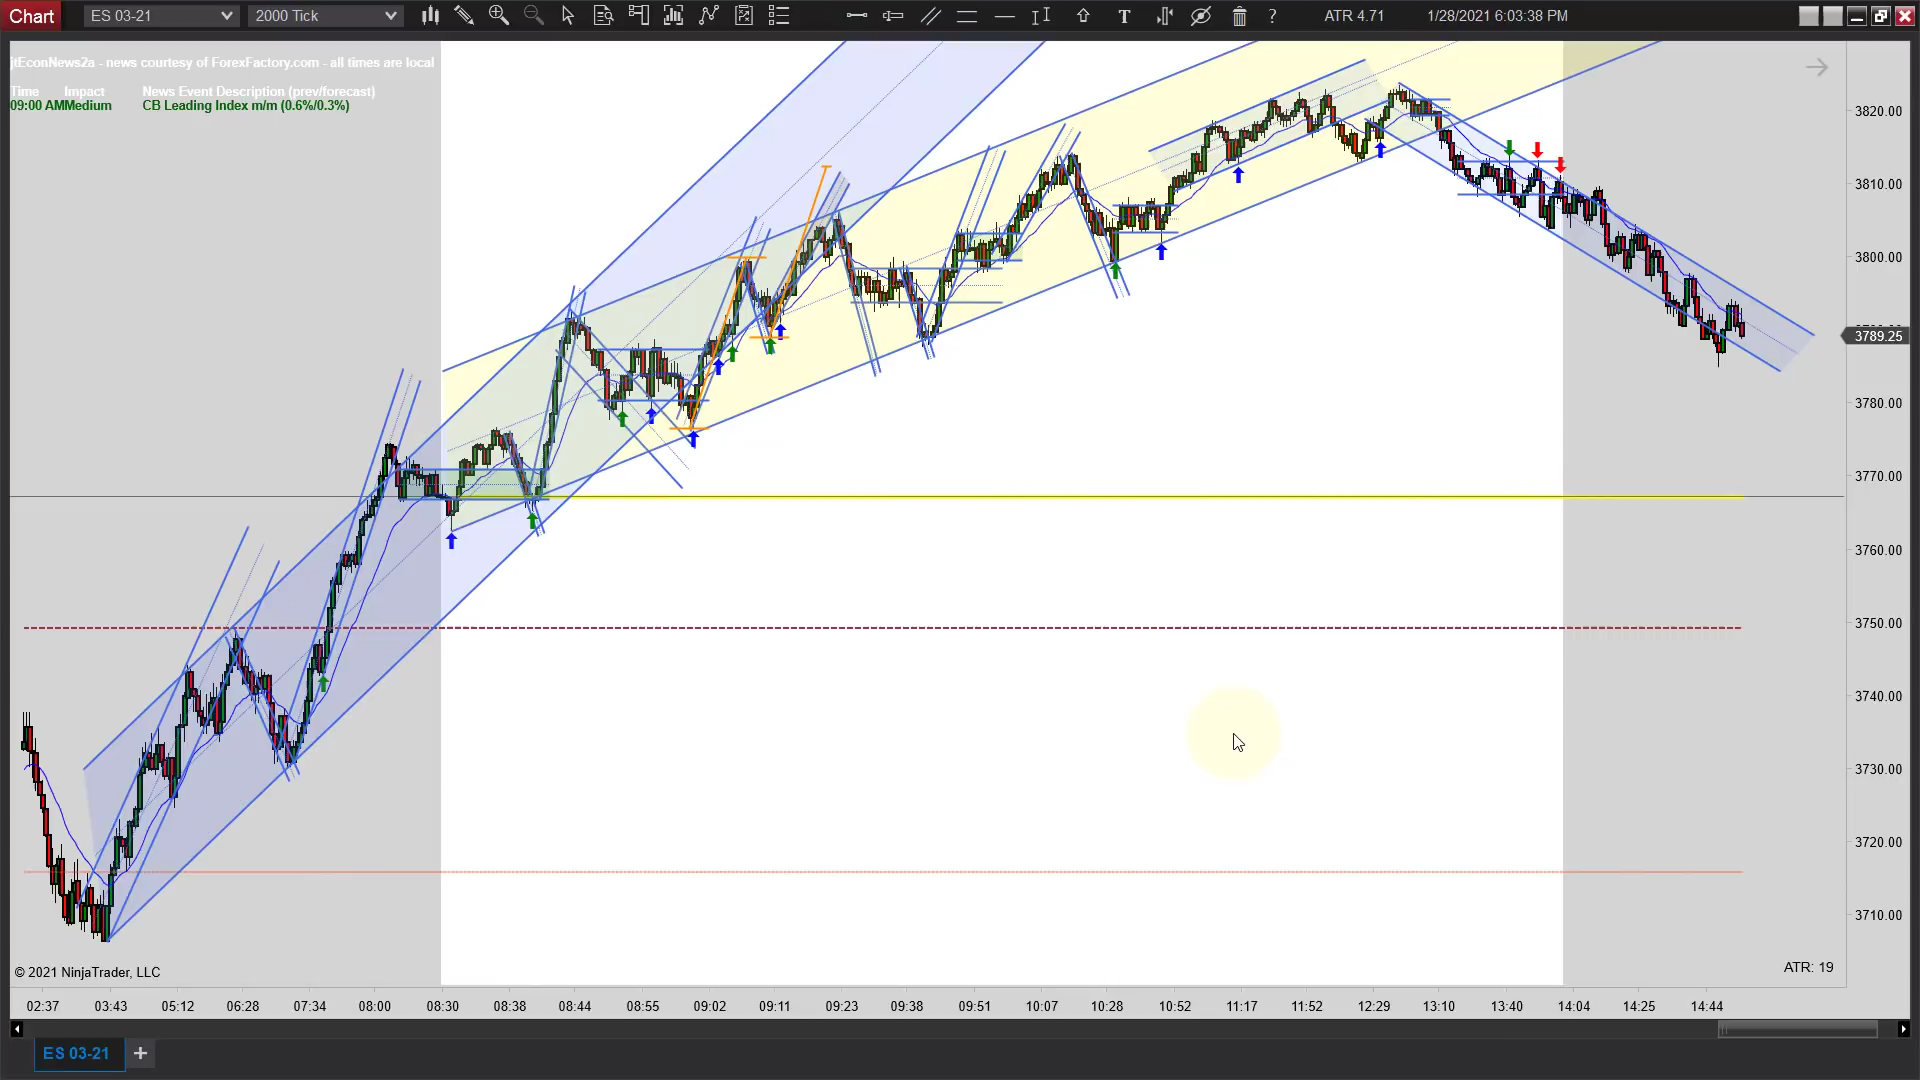 Chart ES 03-21 2000 Tick T ? ATR 4.71 1/28/2021 6:03:38 PM
jtEconNews2a - news courtesy of ForexFactory.com - all times are local
Time Impact News Event Description (prev/forecast)
09:00 AMMedium CB Leading Index m/m (0.6%/0.3%)
3820.00
3810.00
3800.00
3789.25
3780.00
3770.00
3760.00
3750.00
3740.00
3730.00
3720.00
3710.00
© 2021 NinjaTrader, LLC ATR: 19
02:37 03:43 05:12 06:28 07:34 08:00 08:30 08:38 08:44 08:55 09:02 09:11 09:23 09:38 09:51 10:07 10:28 10:52 11:17 11:52 12:29 13:10 13:40 14:04 14:25 14:44
ES 03-21 +